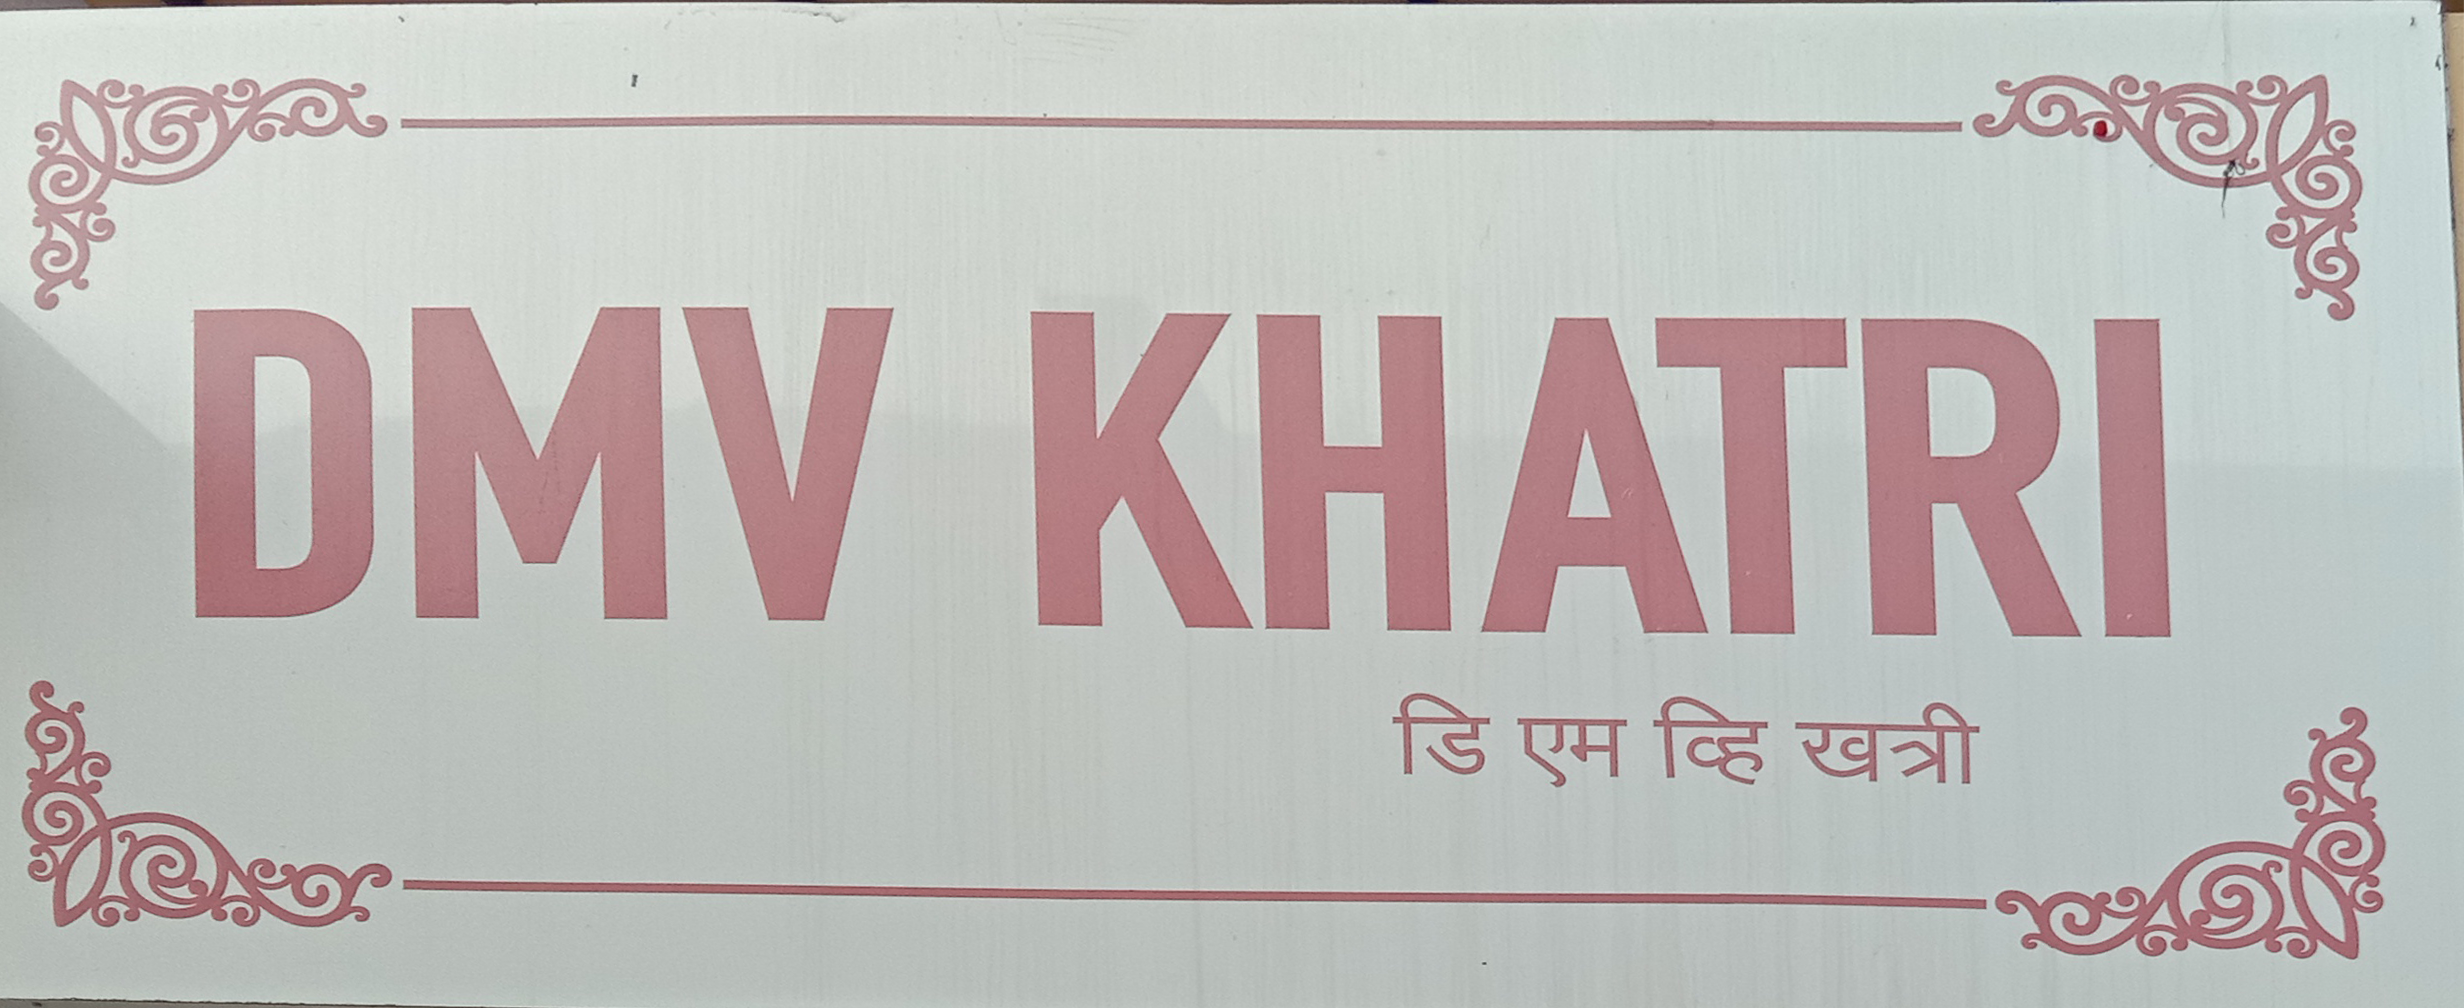 DMV KHATRI
डि एम व्हि खत्री